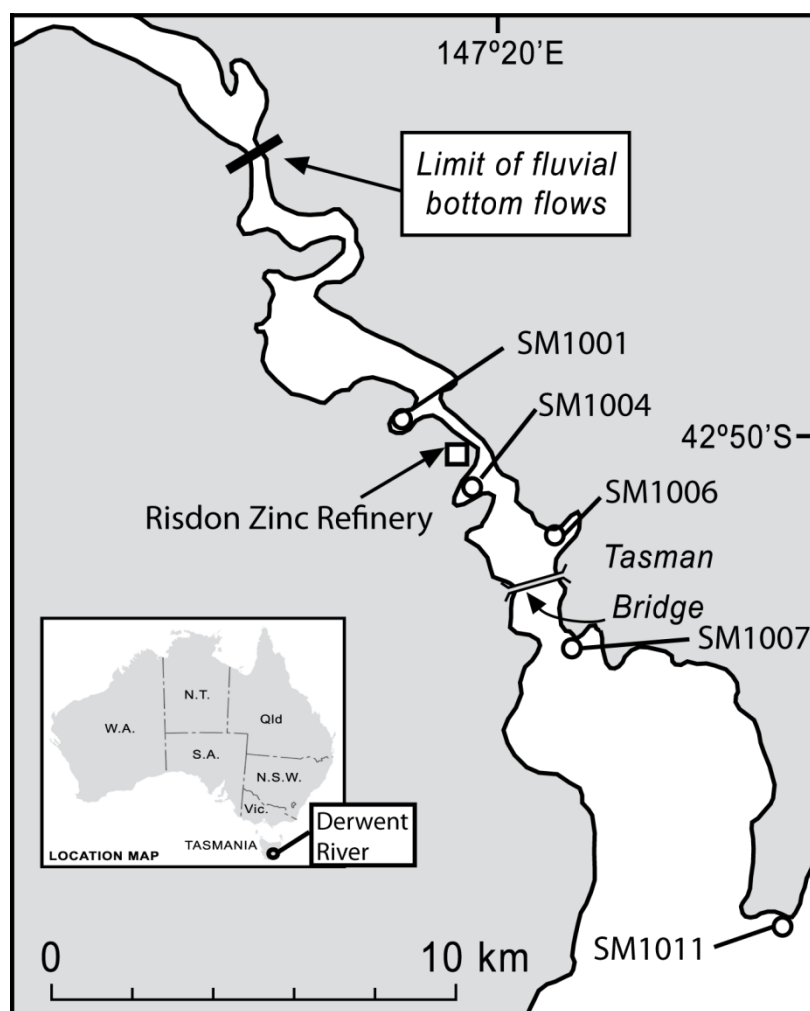 147º20'E
Limit of fluvial
bottom flows
SM1001
SM1004
42º50'S
SM1006
Risdon Zinc Refinery
Tasman
Bridge
SM1007
N.T.
W.A.
Qld
S.A.
N.S.W.
Vic.
TASMANIA
LOCATION MAP
Derwent
River
SM1011
0
10 km